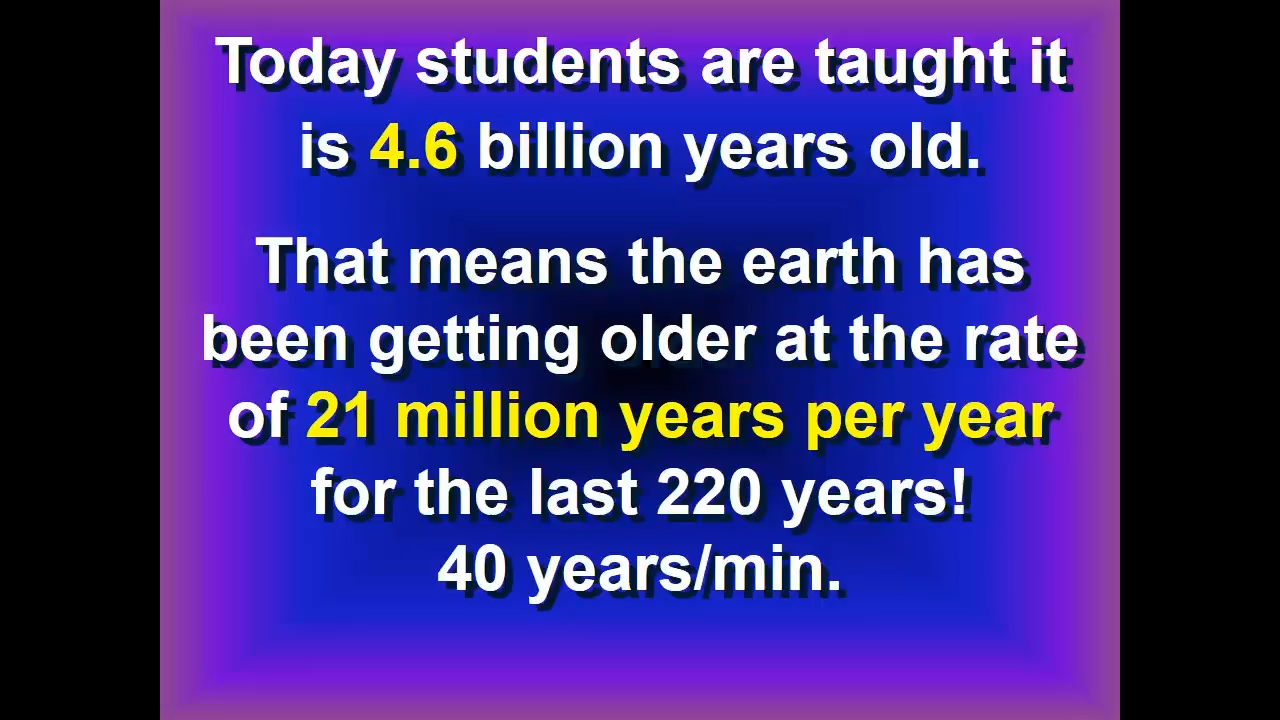 Today students are taught it
is 4.6 billion years old.
That means the earth has
been getting older at the rate
of 21 million years per year
for the last 220 years!
40 years/min.